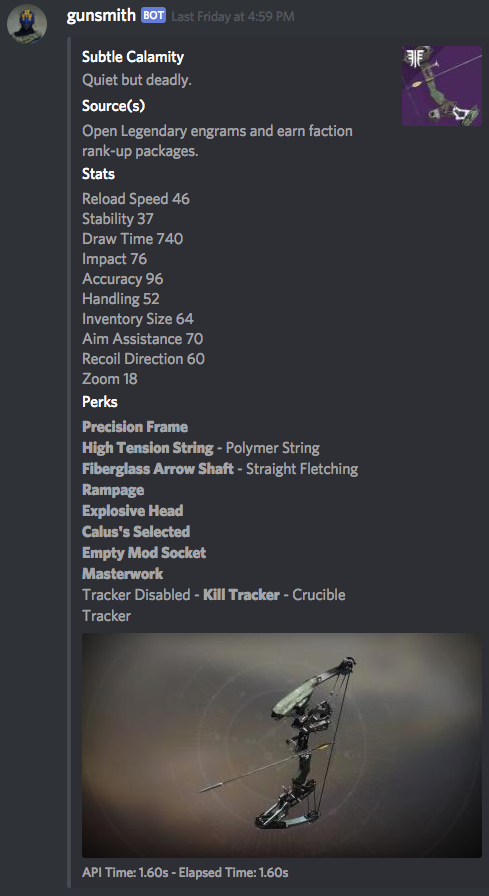 gunsmith BOT Last Friday at 4:59 PM
Subtle Calamity
Quiet but deadly.
Source(s)
Open Legendary engrams and earn faction
rank-up packages.
Stats
Reload Speed 46
Stability 37
Draw Time 740
Impact 76
Accuracy 96
Handling 52
Inventory Size 64
Aim Assistance 70
Recoil Direction 60
Zoom 18
Perks
Precision Frame
High Tension String - Polymer String
Fiberglass Arrow Shaft - Straight Fletching
Rampage
Explosive Head
Calus's Selected
Empty Mod Socket
Masterwork
Tracker Disabled - Kill Tracker - Crucible
Tracker
API Time: 1.60s - Elapsed Time: 1.60s